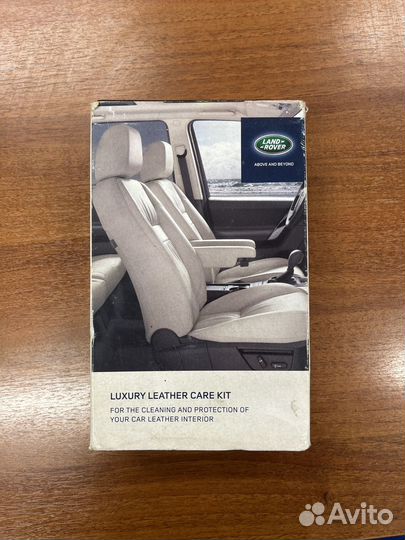 LAND
ROVER
ABOVE AND BEYOND
LUXURY LEATHER CARE KIT
FOR THE CLEANING AND PROTECTION OF
YOUR CAR LEATHER INTERIOR
Avito